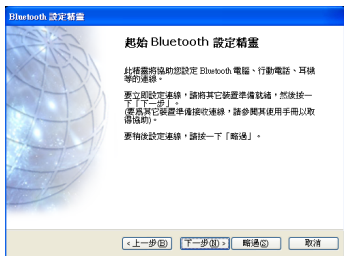 Bluetooth 設定精靈
起始 Bluetooth 設定精靈
此精靈將協助您設定 Bluetooth 電腦、行動電話、耳機
等的連線。
要立即設定連線，請將其它裝置準備就緒，然後按一
下「下一步」。
(要為其它裝置準備接收連線，請參閱其使用手冊以取
得協助)。
要稍後設定連線，請按一下「略過」。
<上一步(B)
下一步(N)>
略過(S)
取消